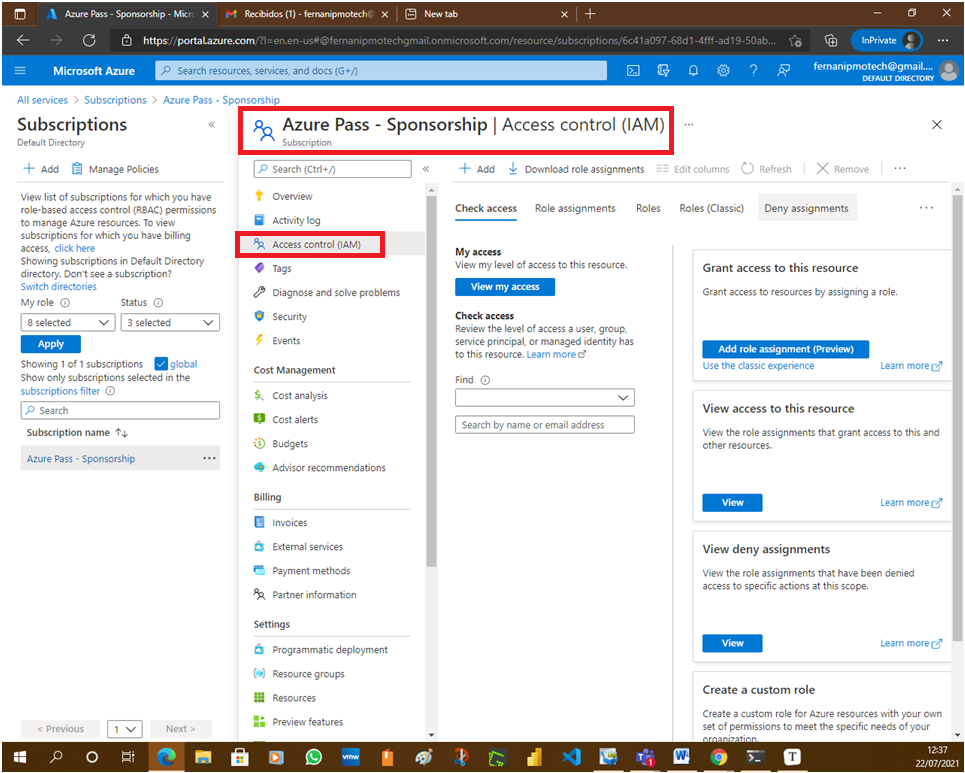 Azure Pass - Sponsorship - Micro
Recibidos (1) - fernanipmotech@
New tab
https://portal.azure.com/?l=en.en-us#@fernanipmotechgmail.onmicrosoft.com/resource/subscriptions/6c41a097-68d1-4fff-ad19-50ab...
InPrivate
Microsoft Azure
Search resources, services, and docs (G+/)
fernanipmotech@gmail....
DEFAULT DIRECTORY
All services > Subscriptions > Azure Pass - Sponsorship
Subscriptions
Default Directory
Add
Manage Policies
View list of subscriptions for which you have
role-based access control (RBAC) permissions
to manage Azure resources. To view
subscriptions for which you have billing
access, click here
Showing subscriptions in Default Directory
directory. Don't see a subscription?
Switch directories
My role
Status
8 selected
3 selected
Apply
Showing 1 of 1 subscriptions
global
Show only subscriptions selected in the
subscriptions filter
Search
Subscription name
Azure Pass - Sponsorship
< Previous
1
Next >
Azure Pass - Sponsorship | Access control (IAM)
Subscription
Search (Ctrl+/)
Overview
Activity log
Access control (IAM)
Tags
Diagnose and solve problems
Security
Events
Cost Management
Cost analysis
Cost alerts
Budgets
Advisor recommendations
Billing
Invoices
External services
Payment methods
Partner information
Settings
Programmatic deployment
Resource groups
Resources
Preview features
Add
Download role assignments
Edit columns
Refresh
Remove
Check access
Role assignments
Roles
Roles (Classic)
Deny assignments
My access
View my level of access to this resource.
View my access
Check access
Review the level of access a user, group,
service principal, or managed identity has
to this resource. Learn more
Find
Search by name or email address
Grant access to this resource
Grant access to resources by assigning a role.
Add role assignment (Preview)
Use the classic experience
Learn more
View access to this resource
View the role assignments that grant access to this and
other resources.
View
Learn more
View deny assignments
View the role assignments that have been denied
access to specific actions at this scope.
View
Learn more
Create a custom role
Create a custom role for Azure resources with your own
set of permissions to meet the specific needs of your
organization.
12:37
22/07/2021